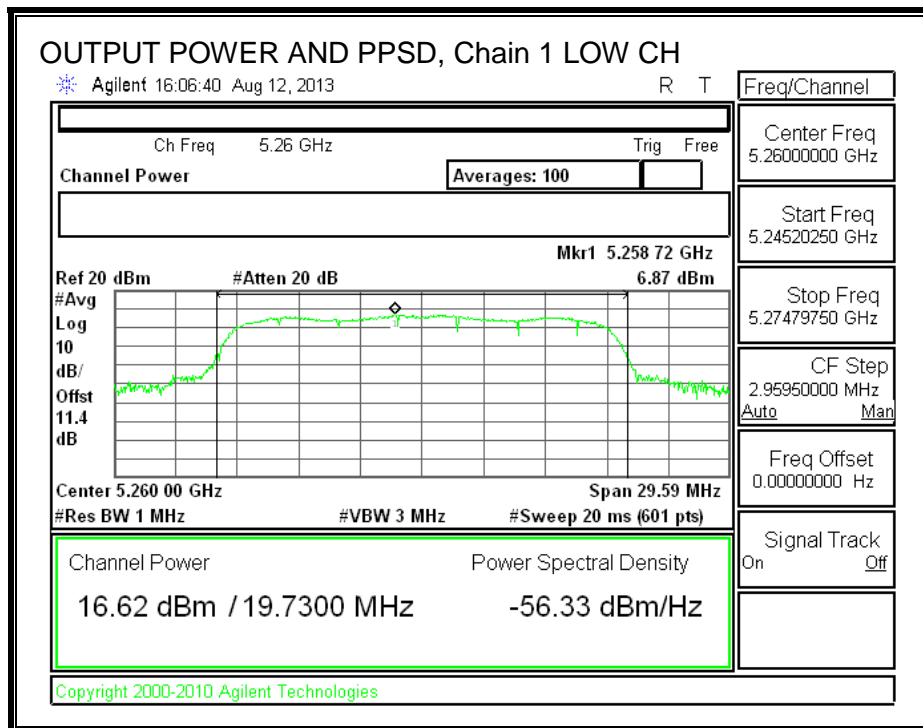 OUTPUT POWER AND PPSD, Chain 1 LOW CH
Agilent 16:06:40 Aug 12, 2013 R T
Freq/Channel
Ch Freq 5.26 GHz Trig Free
Channel Power Averages: 100
Mkr1 5.258 72 GHz
Ref 20 dBm #Atten 20 dB 6.87 dBm
#Avg
Log
10
dB/
Offst
11.4
dB
1
Center 5.260 00 GHz Span 29.59 MHz
#Res BW 1 MHz #VBW 3 MHz #Sweep 20 ms (601 pts)
Channel Power Power Spectral Density
16.62 dBm / 19.7300 MHz -56.33 dBm/Hz
Center Freq
5.26000000 GHz
Start Freq
5.24520250 GHz
Stop Freq
5.27479750 GHz
CF Step
2.95950000 MHz
Auto Man
Freq Offset
0.00000000 Hz
Signal Track
On Off
Copyright 2000-2010 Agilent Technologies